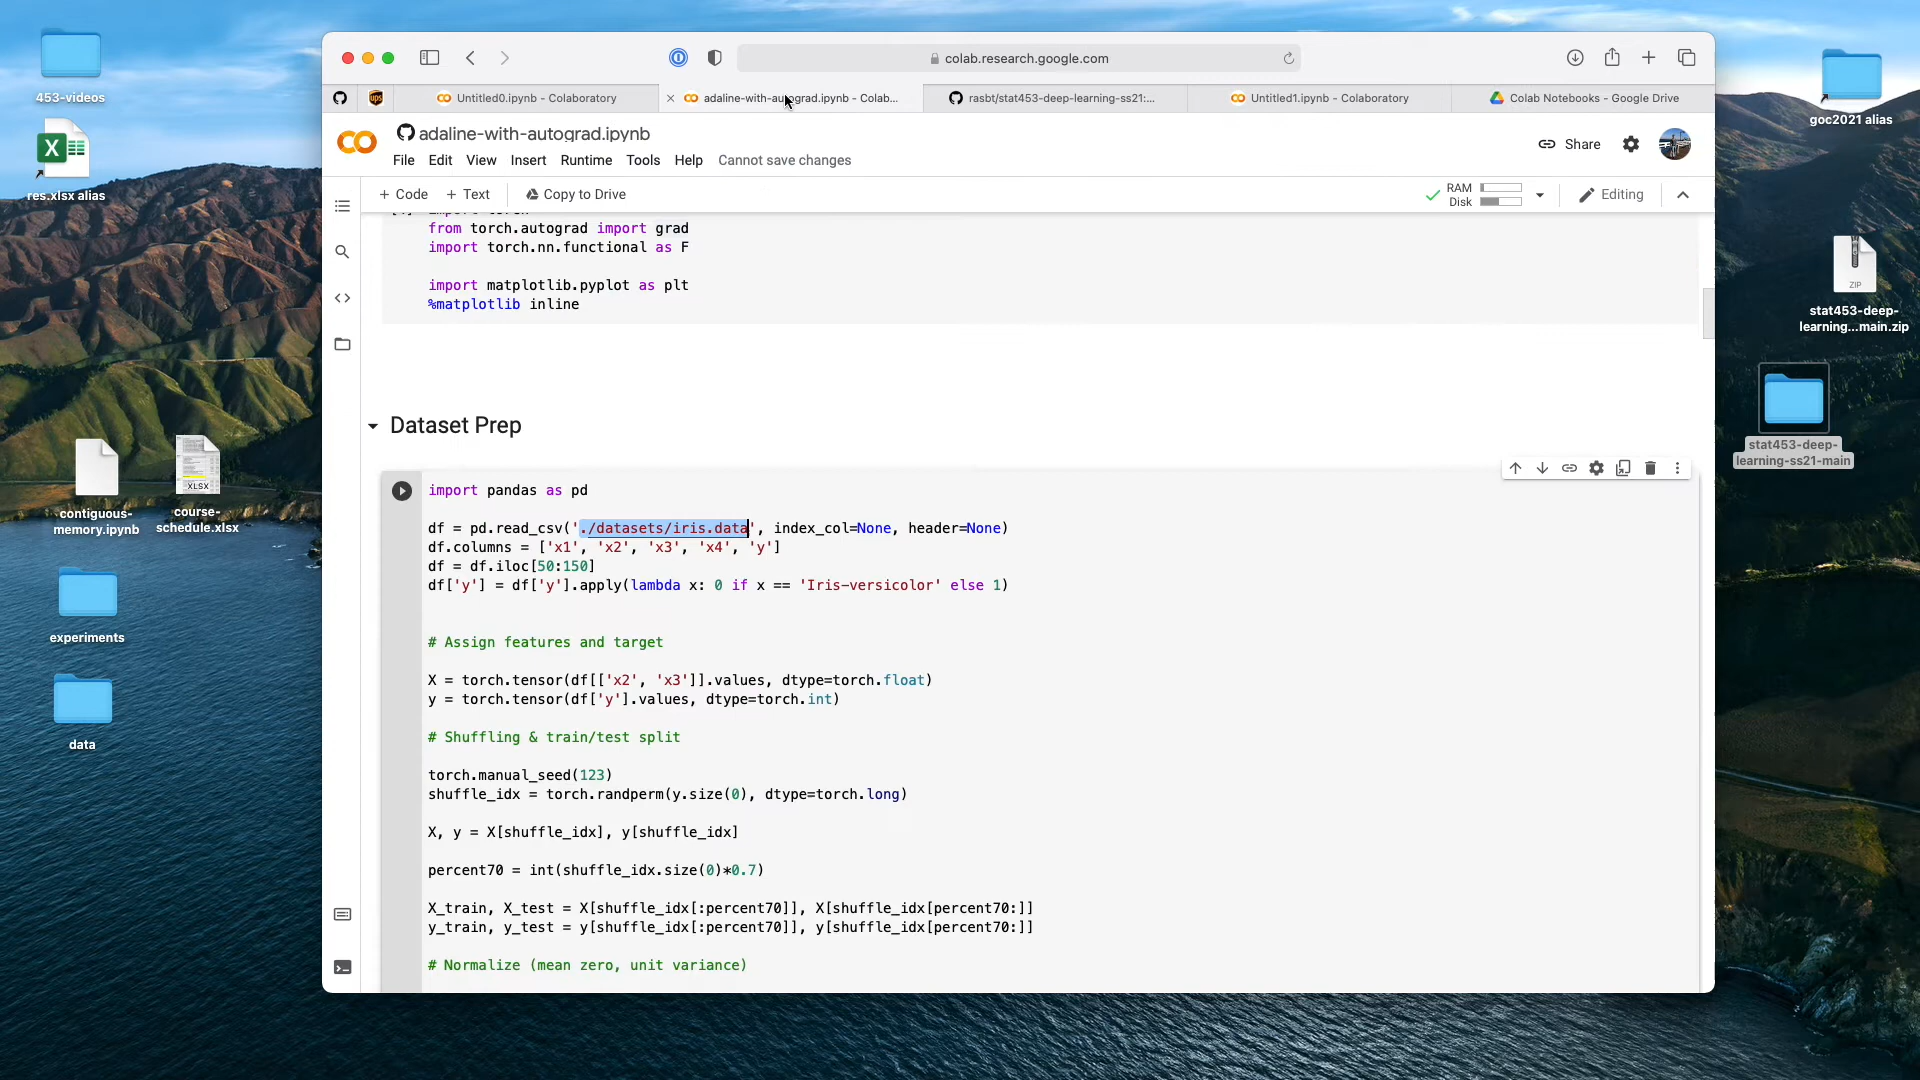 453-videos
res.xlsx alias
contiguous-
memory.ipynb
XLSX
course-
schedule.xlsx
experiments
data
goc2021 alias
ZIP
stat453-deep-
learning...main.zip
stat453-deep-
learning-ss21-main
colab.research.google.com
ups
Untitled0.ipynb - Colaboratory
adaline-with-autograd.ipynb - Colab...
rasbt/stat453-deep-learning-ss21:...
Untitled1.ipynb - Colaboratory
Colab Notebooks - Google Drive
adaline-with-autograd.ipynb
File Edit View Insert Runtime Tools Help Cannot save changes
Share
+ Code + Text Copy to Drive
RAM
Disk
Editing
from torch.autograd import grad
import torch.nn.functional as F
import matplotlib.pyplot as plt
%matplotlib inline
Dataset Prep
import pandas as pd
df = pd.read_csv('./datasets/iris.data', index_col=None, header=None)
df.columns = ['x1', 'x2', 'x3', 'x4', 'y']
df = df.iloc[50:150]
df['y'] = df['y'].apply(lambda x: 0 if x == 'Iris-versicolor' else 1)
# Assign features and target
X = torch.tensor(df[['x2', 'x3']].values, dtype=torch.float)
y = torch.tensor(df['y'].values, dtype=torch.int)
# Shuffling & train/test split
torch.manual_seed(123)
shuffle_idx = torch.randperm(y.size(0), dtype=torch.long)
X, y = X[shuffle_idx], y[shuffle_idx]
percent70 = int(shuffle_idx.size(0)*0.7)
X_train, X_test = X[shuffle_idx[:percent70]], X[shuffle_idx[percent70:]]
y_train, y_test = y[shuffle_idx[:percent70]], y[shuffle_idx[percent70:]]
# Normalize (mean zero, unit variance)